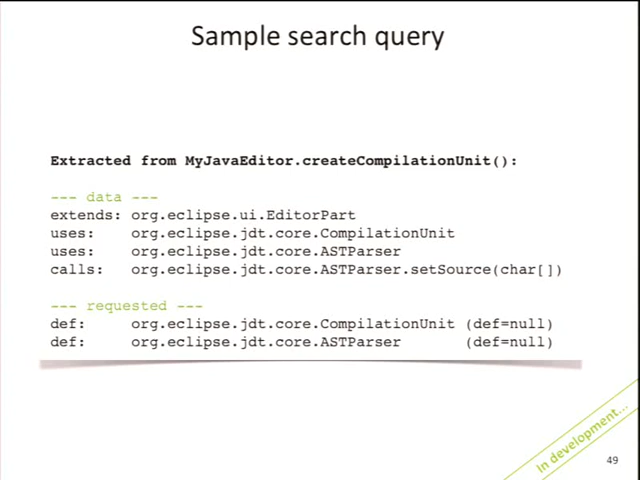 Sample search query
Extracted from MyJavaEditor.createCompilationUnit():
--- data ---
extends: org.eclipse.ui.EditorPart
uses: org.eclipse.jdt.core.CompilationUnit
uses: org.eclipse.jdt.core.ASTParser
calls: org.eclipse.jdt.core.ASTParser.setSource(char[])
--- requested ---
def: org.eclipse.jdt.core.CompilationUnit (def=null)
def: org.eclipse.jdt.core.ASTParser (def=null)
In development...
49